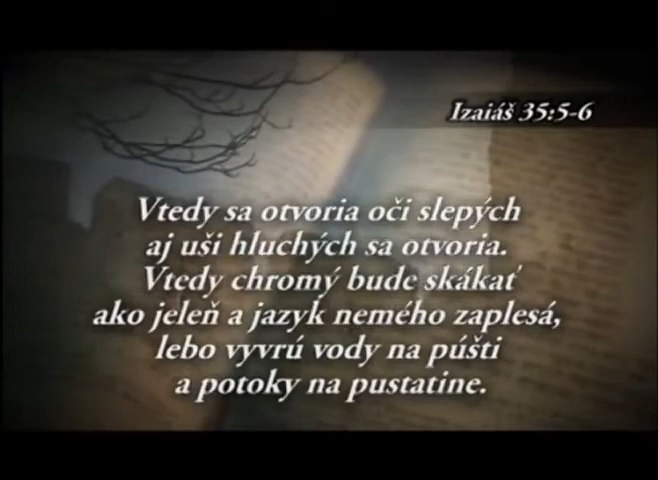 Izaiáš 35:5-6
Vtedy sa otvoria oči slepých
aj uši hluchých sa otvoria.
Vtedy chromý bude skákať
ako jeleň a jazyk nemého zaplesá,
lebo vyvrú vody na púšti
a potoky na pustatine.